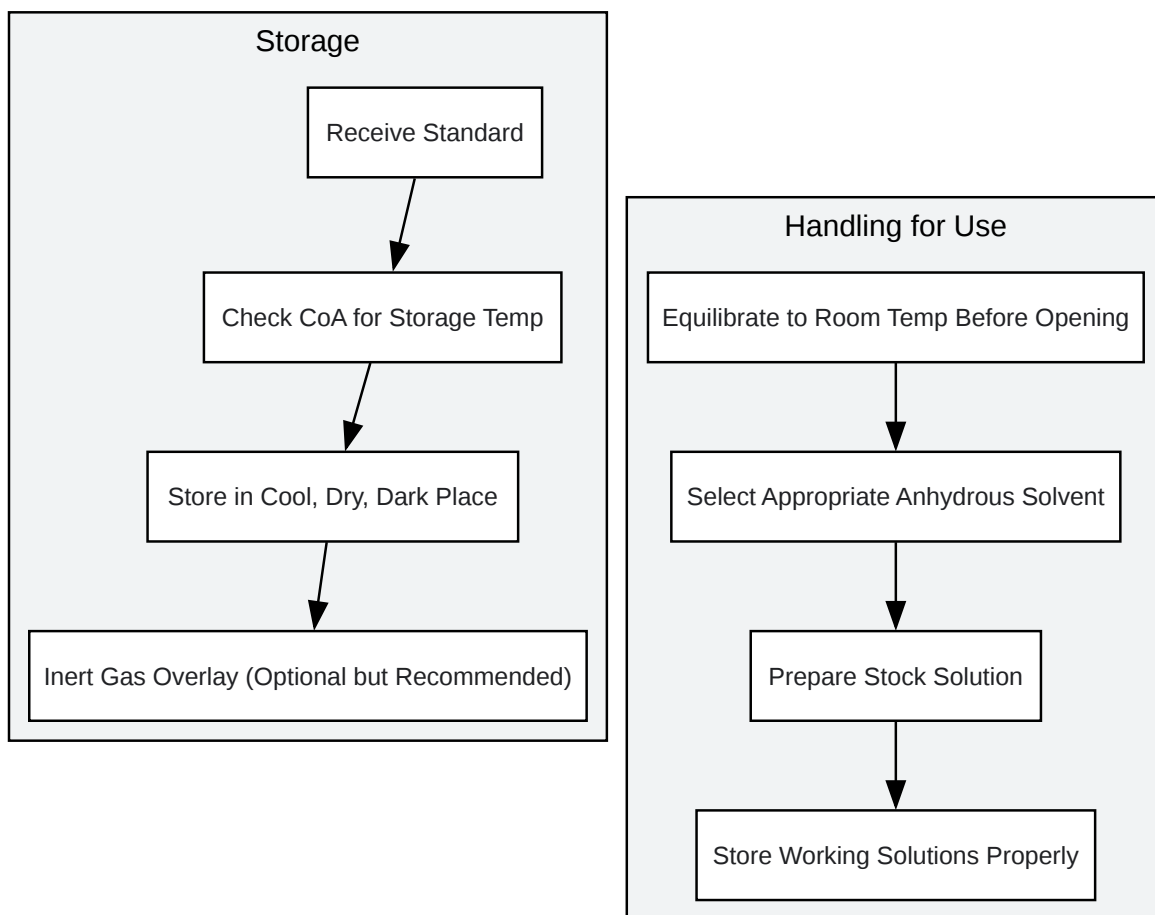 Storage
Receive Standard
Check CoA for Storage Temp
Store in Cool, Dry, Dark Place
Inert Gas Overlay (Optional but Recommended)
Handling for Use
Equilibrate to Room Temp Before Opening
Select Appropriate Anhydrous Solvent
Prepare Stock Solution
Store Working Solutions Properly